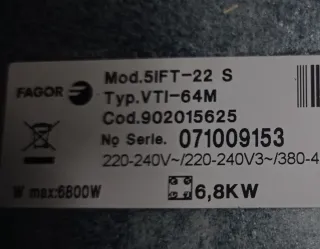 FAGOR
Mod.5IFT-22 S
Typ.VTI-64M
Cod.902015625
No Serie. 071009153
220-240V~/220-240V3~/380-4
W max:6800W
6,8KW